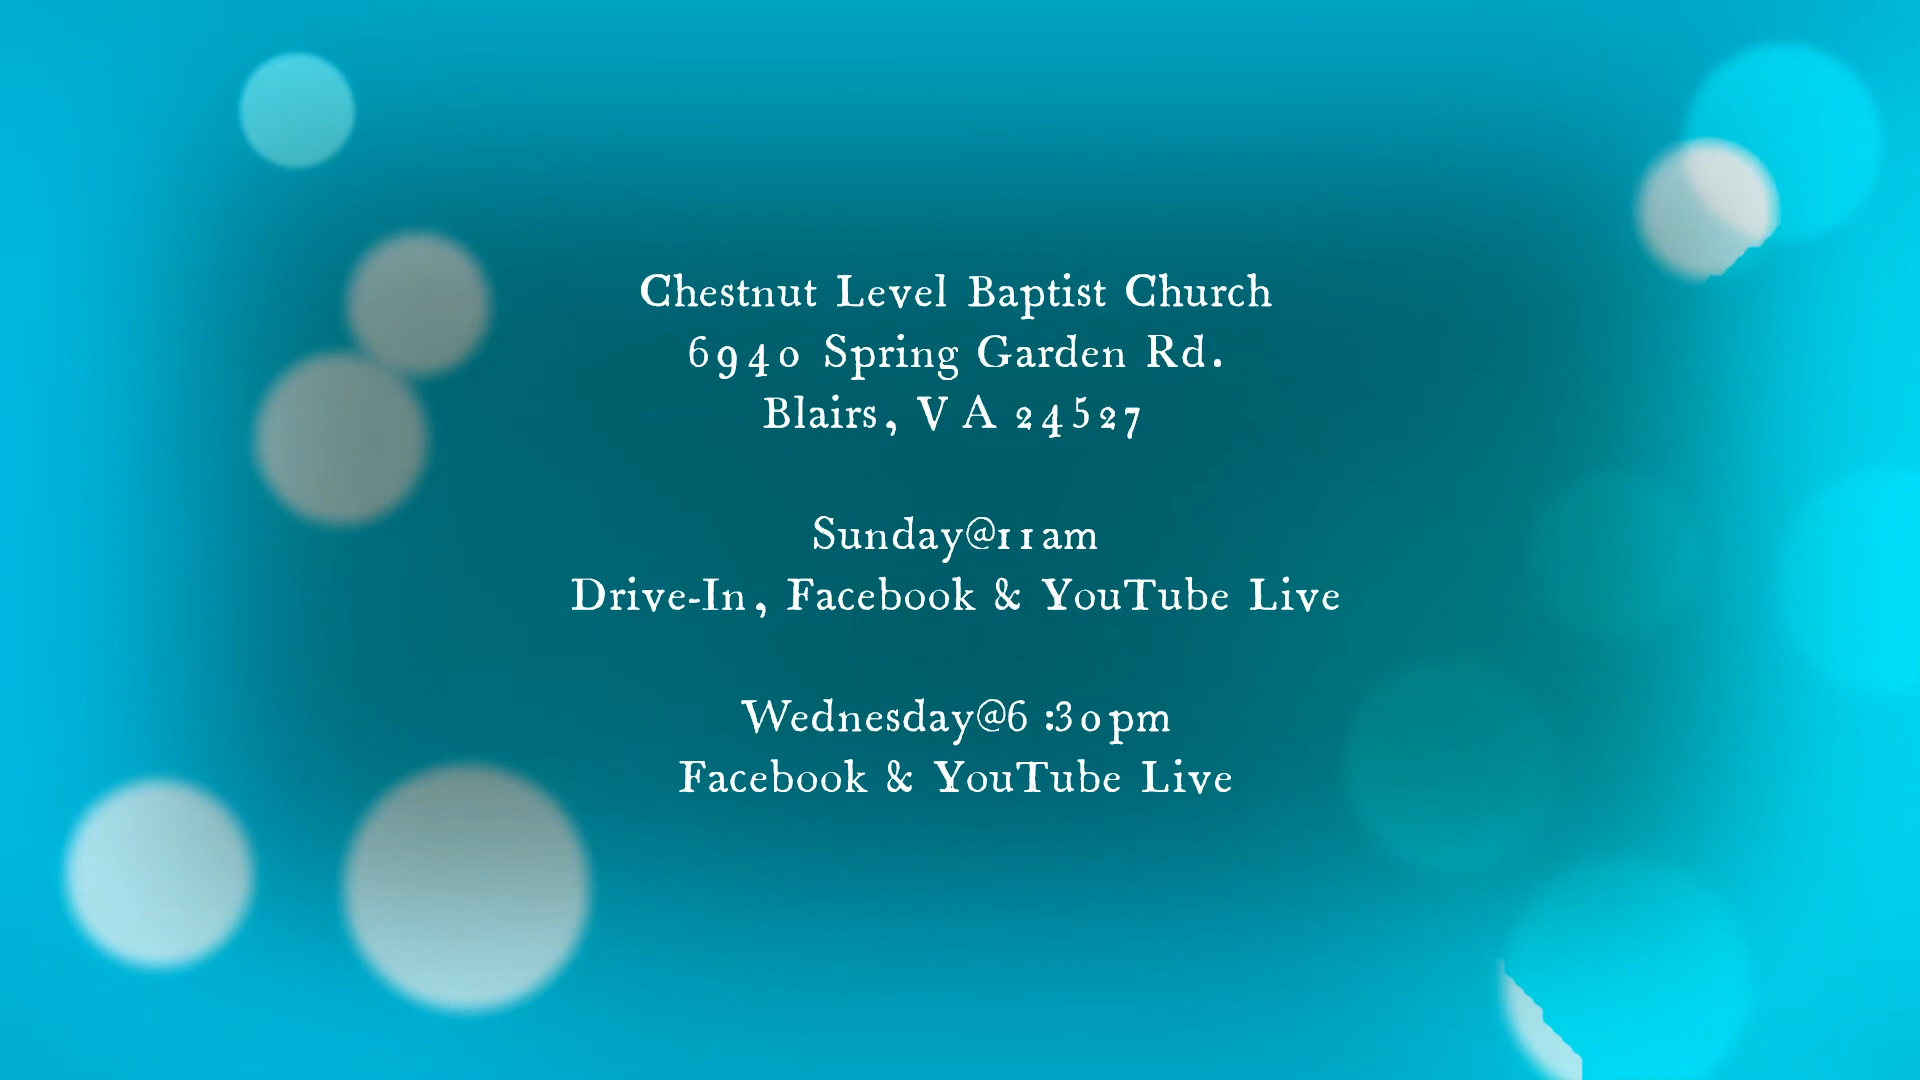 Chestnut Level Baptist Church
6940 Spring Garden Rd.
Blairs, VA 24527
Sunday@11am
Drive-In, Facebook & YouTube Live
Wednesday@6:30pm
Facebook & YouTube Live